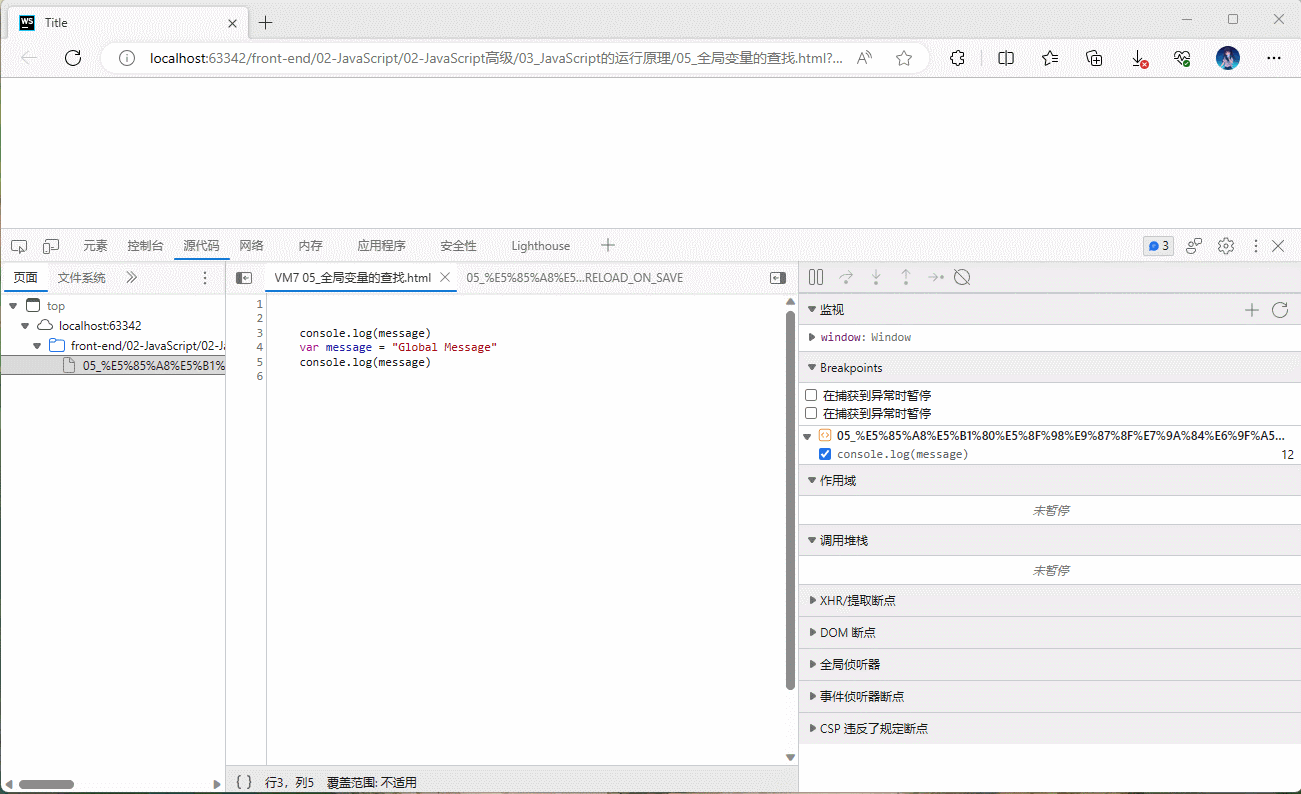 WS Title
localhost:63342/front-end/02-JavaScript/02-JavaScript高级/03_JavaScript的运行原理/05_全局变量的查找.html?...
元素 控制台 源代码 网络 内存 应用程序 安全性 Lighthouse
3
页面 文件系统
VM7 05_全局变量的查找.html
05_%E5%85%A8%E5...RELOAD_ON_SAVE
top
localhost:63342
front-end/02-JavaScript/02-J
05_%E5%85%A8%E5%B1%
1
2
3 console.log(message)
4 var message = "Global Message"
5 console.log(message)
6
{ } 行3，列5 覆盖范围: 不适用
监视
window: Window
Breakpoints
在捕获到异常时暂停
在捕获到异常时暂停
05_%E5%85%A8%E5%B1%80%E5%8F%98%E9%87%8F%E7%9A%84%E6%9F%A5...
console.log(message) 12
作用域
未暂停
调用堆栈
未暂停
XHR/提取断点
DOM 断点
全局侦听器
事件侦听器断点
CSP 违反了规定断点